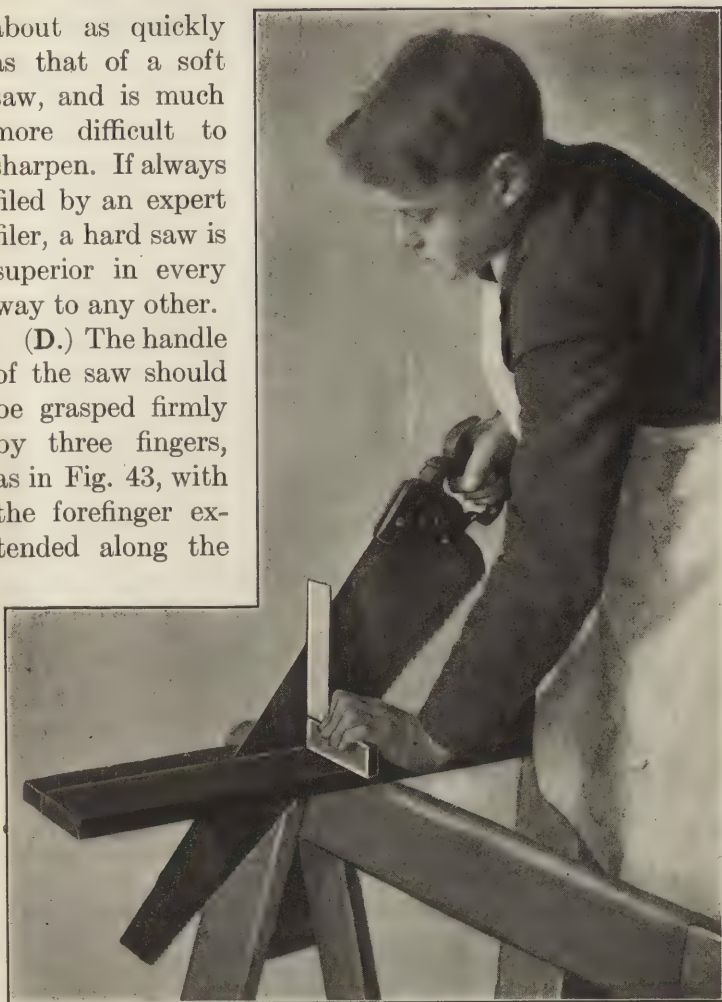 about as quickly
as that of a soft
saw, and is much
more difficult to
sharpen. If always
filed by an expert
filer, a hard saw is
superior in every
way to any other.
(D.) The handle
of the saw should
be grasped firmly
by three fingers,
as in Fig. 43, with
the forefinger ex-
tended along the